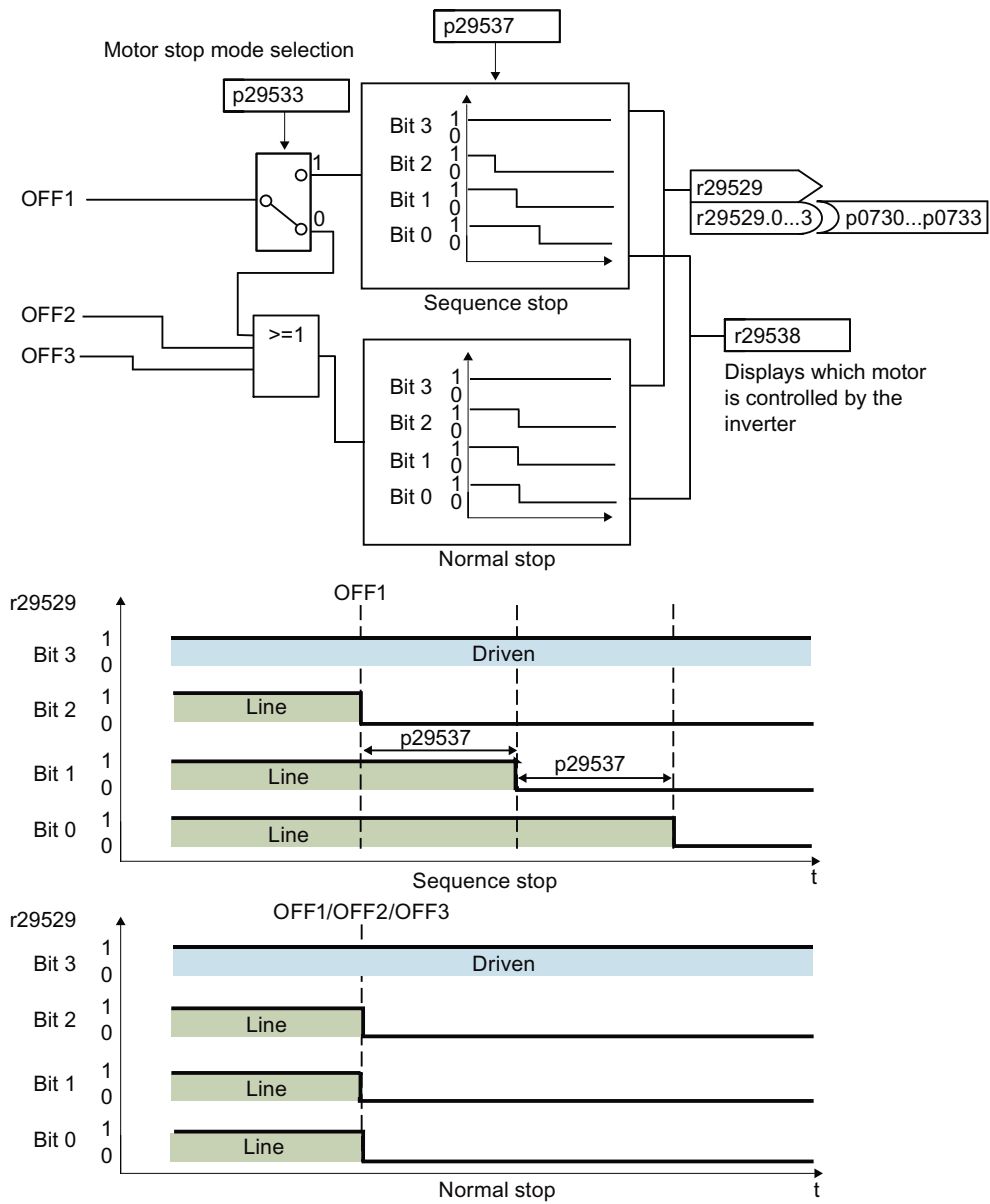 p29537
Motor stop mode selection
p29533
Bit 3 1
0
Bit 2 1
0
Bit 1 1
0
Bit 0 1
0
1
OFF1
0
r29529
r29529.0...3 p0730...p0733
Sequence stop
OFF2
>=1
OFF3
r29538
Displays which motor
is controlled by the
inverter
Bit 3 1
0
Bit 2 1
0
Bit 1 1
0
Bit 0 1
0
Normal stop
OFF1
r29529
1
Bit 3 Driven
0
1
Bit 2 Line
0
p29537
1
Bit 1 Line p29537
0
1
Bit 0 Line
0
t
Sequence stop
OFF1/OFF2/OFF3
r29529
1
Bit 3 Driven
0
1
Bit 2 Line
0
1
Bit 1 Line
0
1
Bit 0 Line
0
t
Normal stop